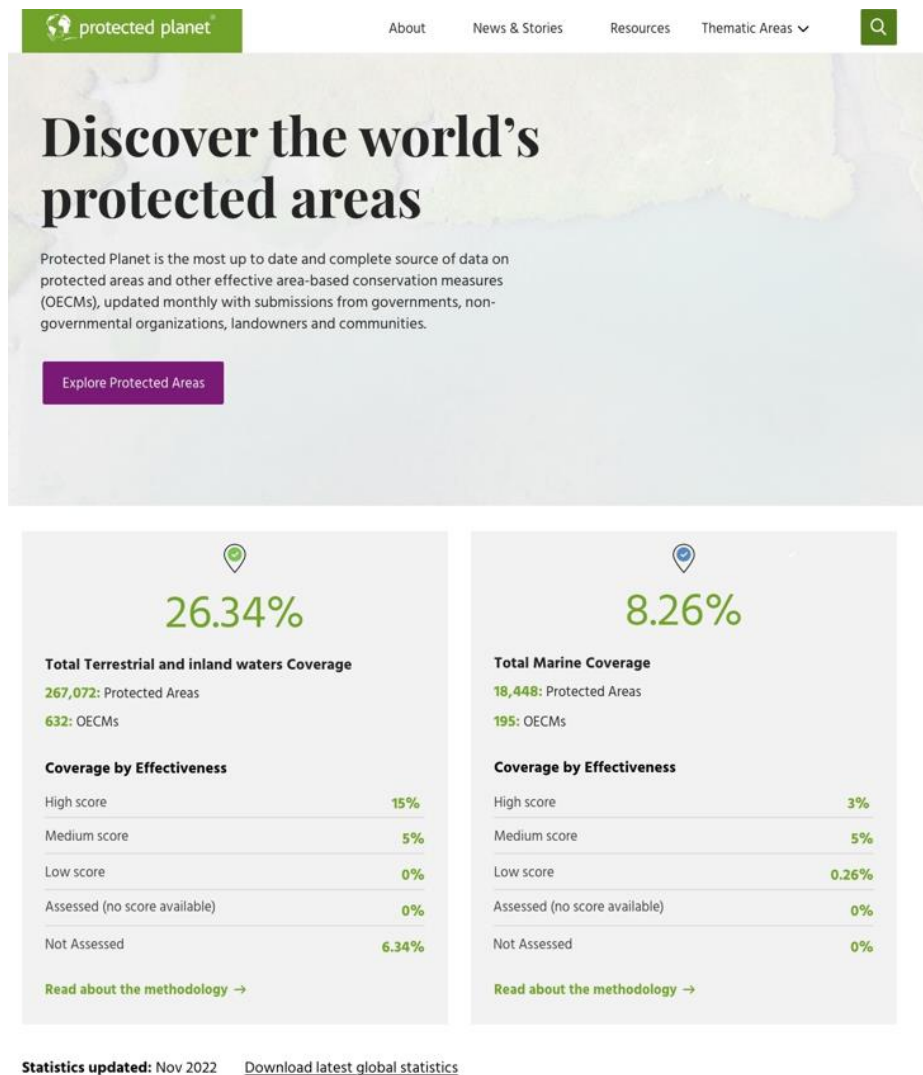 protected planet®
About News & Stories Resources Thematic Areas
Discover the world's
protected areas
Protected Planet is the most up to date and complete source of data on
protected areas and other effective area-based conservation measures
(OECMs), updated monthly with submissions from governments, non-
governmental organizations, landowners and communities.
Explore Protected Areas
26.34%
Total Terrestrial and inland waters Coverage
267,072: Protected Areas
632: OECMs
Coverage by Effectiveness
High score 15%
Medium score 5%
Low score 0%
Assessed (no score available) 0%
Not Assessed 6.34%
Read about the methodology →
8.26%
Total Marine Coverage
18,448: Protected Areas
195: OECMs
Coverage by Effectiveness
High score 3%
Medium score 5%
Low score 0.26%
Assessed (no score available) 0%
Not Assessed 0%
Read about the methodology →
Statistics updated: Nov 2022 Download latest global statistics